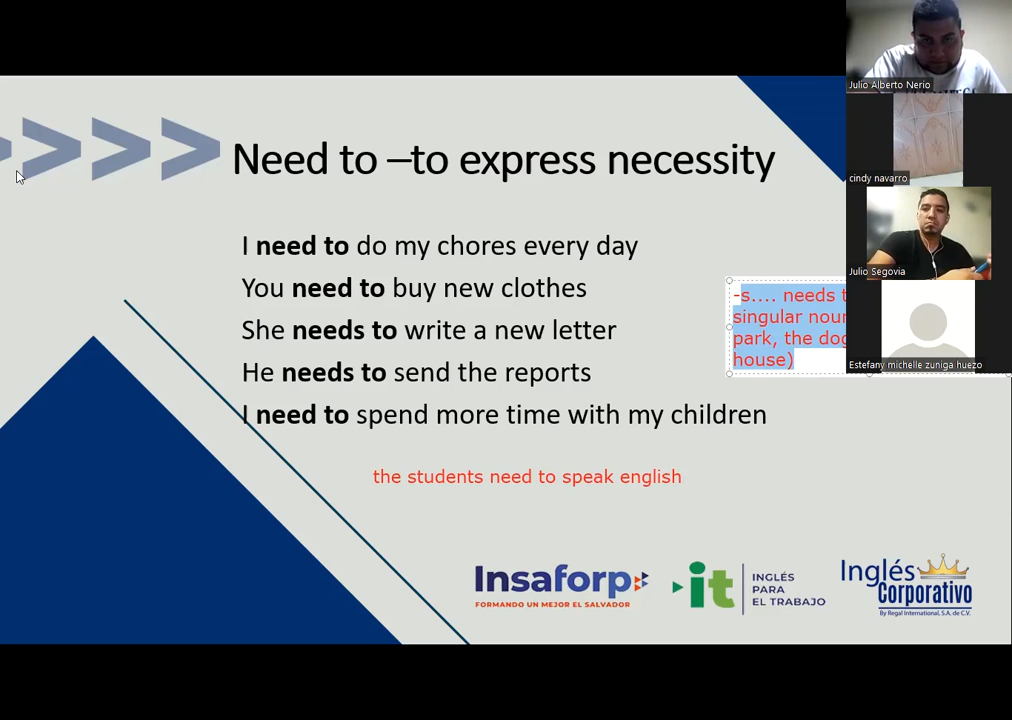 Need to –to express necessity
I need to do my chores every day
You need to buy new clothes
She needs to write a new letter
He needs to send the reports
I need to spend more time with my children
the students need to speak english
-s.... needs
singular
park, the
house)
Julio Alberto Nerio
cindy navarro
Julio Segovia
Estefany michelle zuniga huezo
Insaforp
FORMANDO UN MEJOR EL SALVADOR
it
INGLÉS
PARA
EL TRABAJO
Inglés
Corporativo
By Regal International, S.A. de C.V.